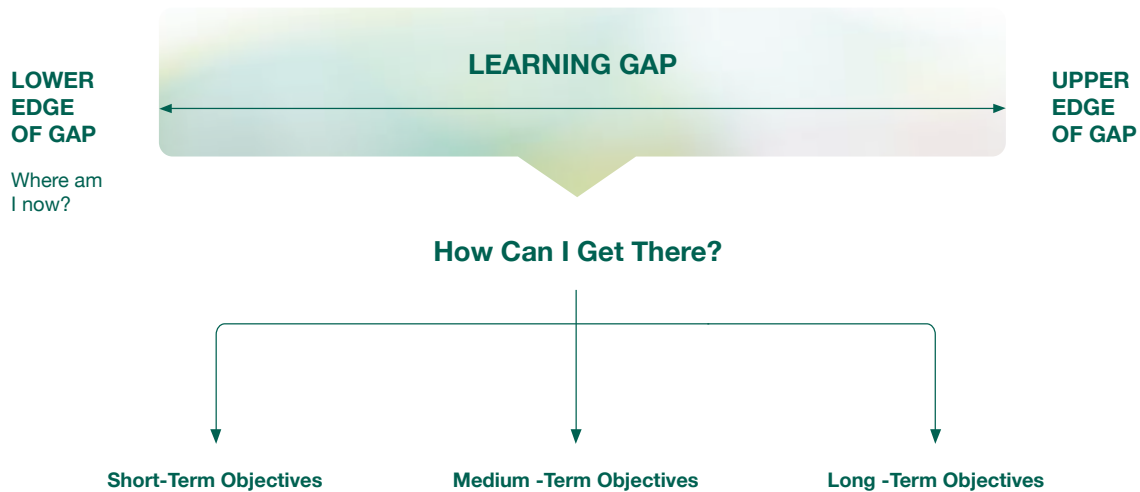 LEARNING GAP
LOWER
EDGE
OF GAP
UPPER
EDGE
OF GAP
Where am
I now?
How Can I Get There?
Short-Term Objectives
Medium -Term Objectives
Long -Term Objectives